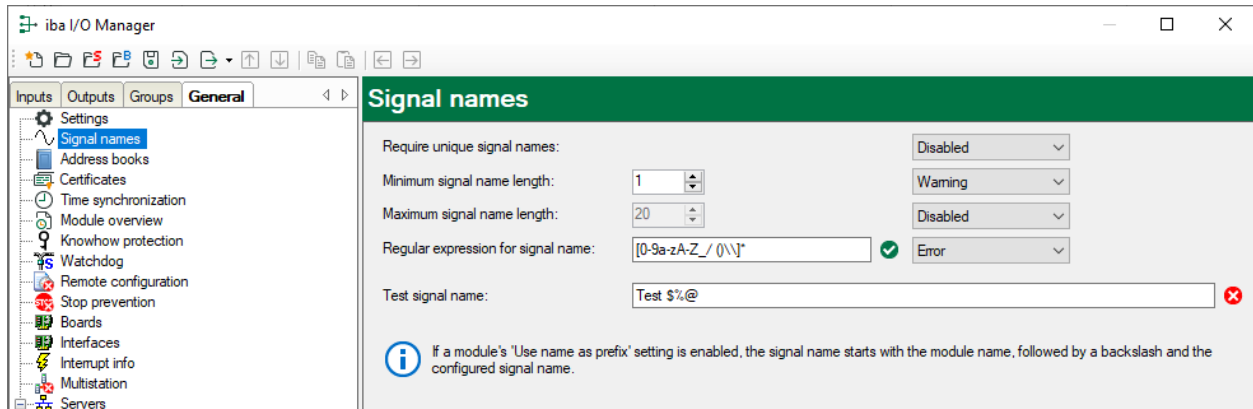 iba I/O Manager
Inputs Outputs Groups General
Settings
Signal names
Address books
Certificates
Time synchronization
Module overview
Knowhow protection
Watchdog
Remote configuration
Stop prevention
Boards
Interfaces
Interrupt info
Multistation
Servers
Signal names
Require unique signal names: Disabled
Minimum signal name length: 1 Warning
Maximum signal name length: 20 Disabled
Regular expression for signal name: [0-9a-zA-Z_/ ()\\]* Error
Test signal name: Test $%@
If a module's 'Use name as prefix' setting is enabled, the signal name starts with the module name, followed by a backslash and the
configured signal name.